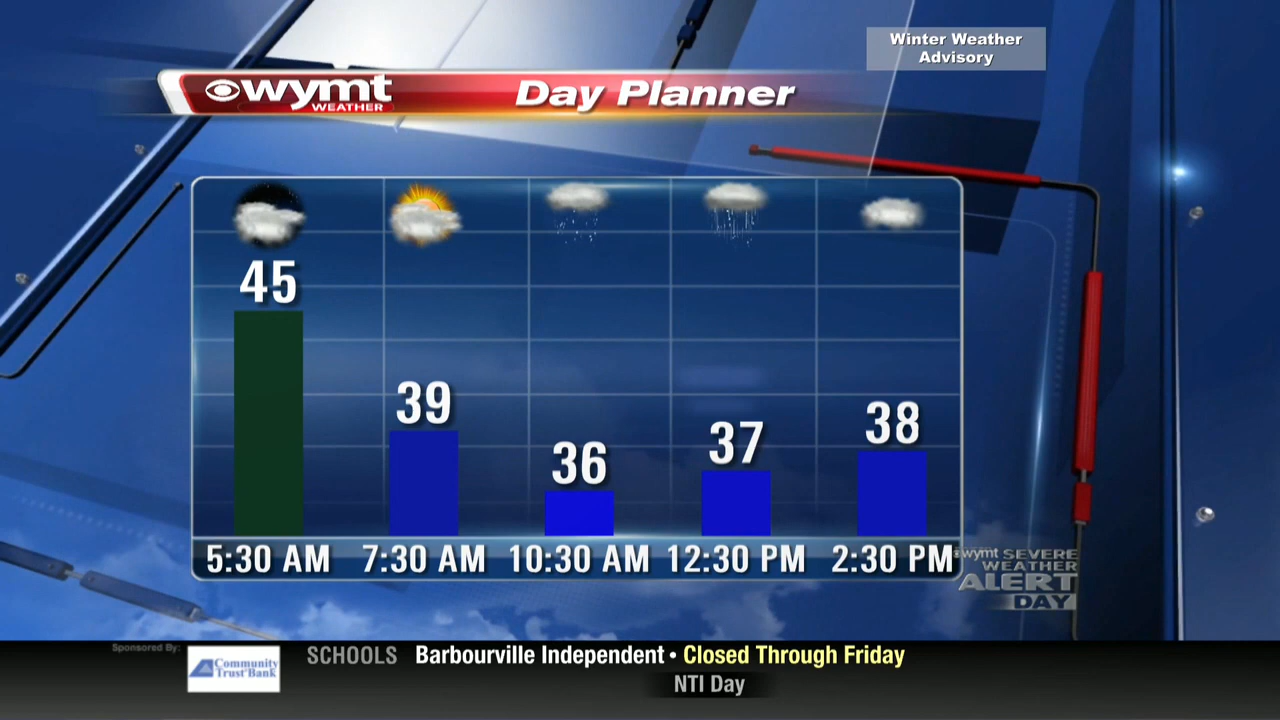 Winter Weather
Advisory
wymt
WEATHER
Day Planner
45
39
36
37
38
5:30 AM
7:30 AM
10:30 AM
12:30 PM
2:30 PM
wymt SEVERE
WEATHER
ALERT
DAY
Sponsored By:
Community
Trust Bank
SCHOOLS
Barbourville Independent • Closed Through Friday
NTI Day